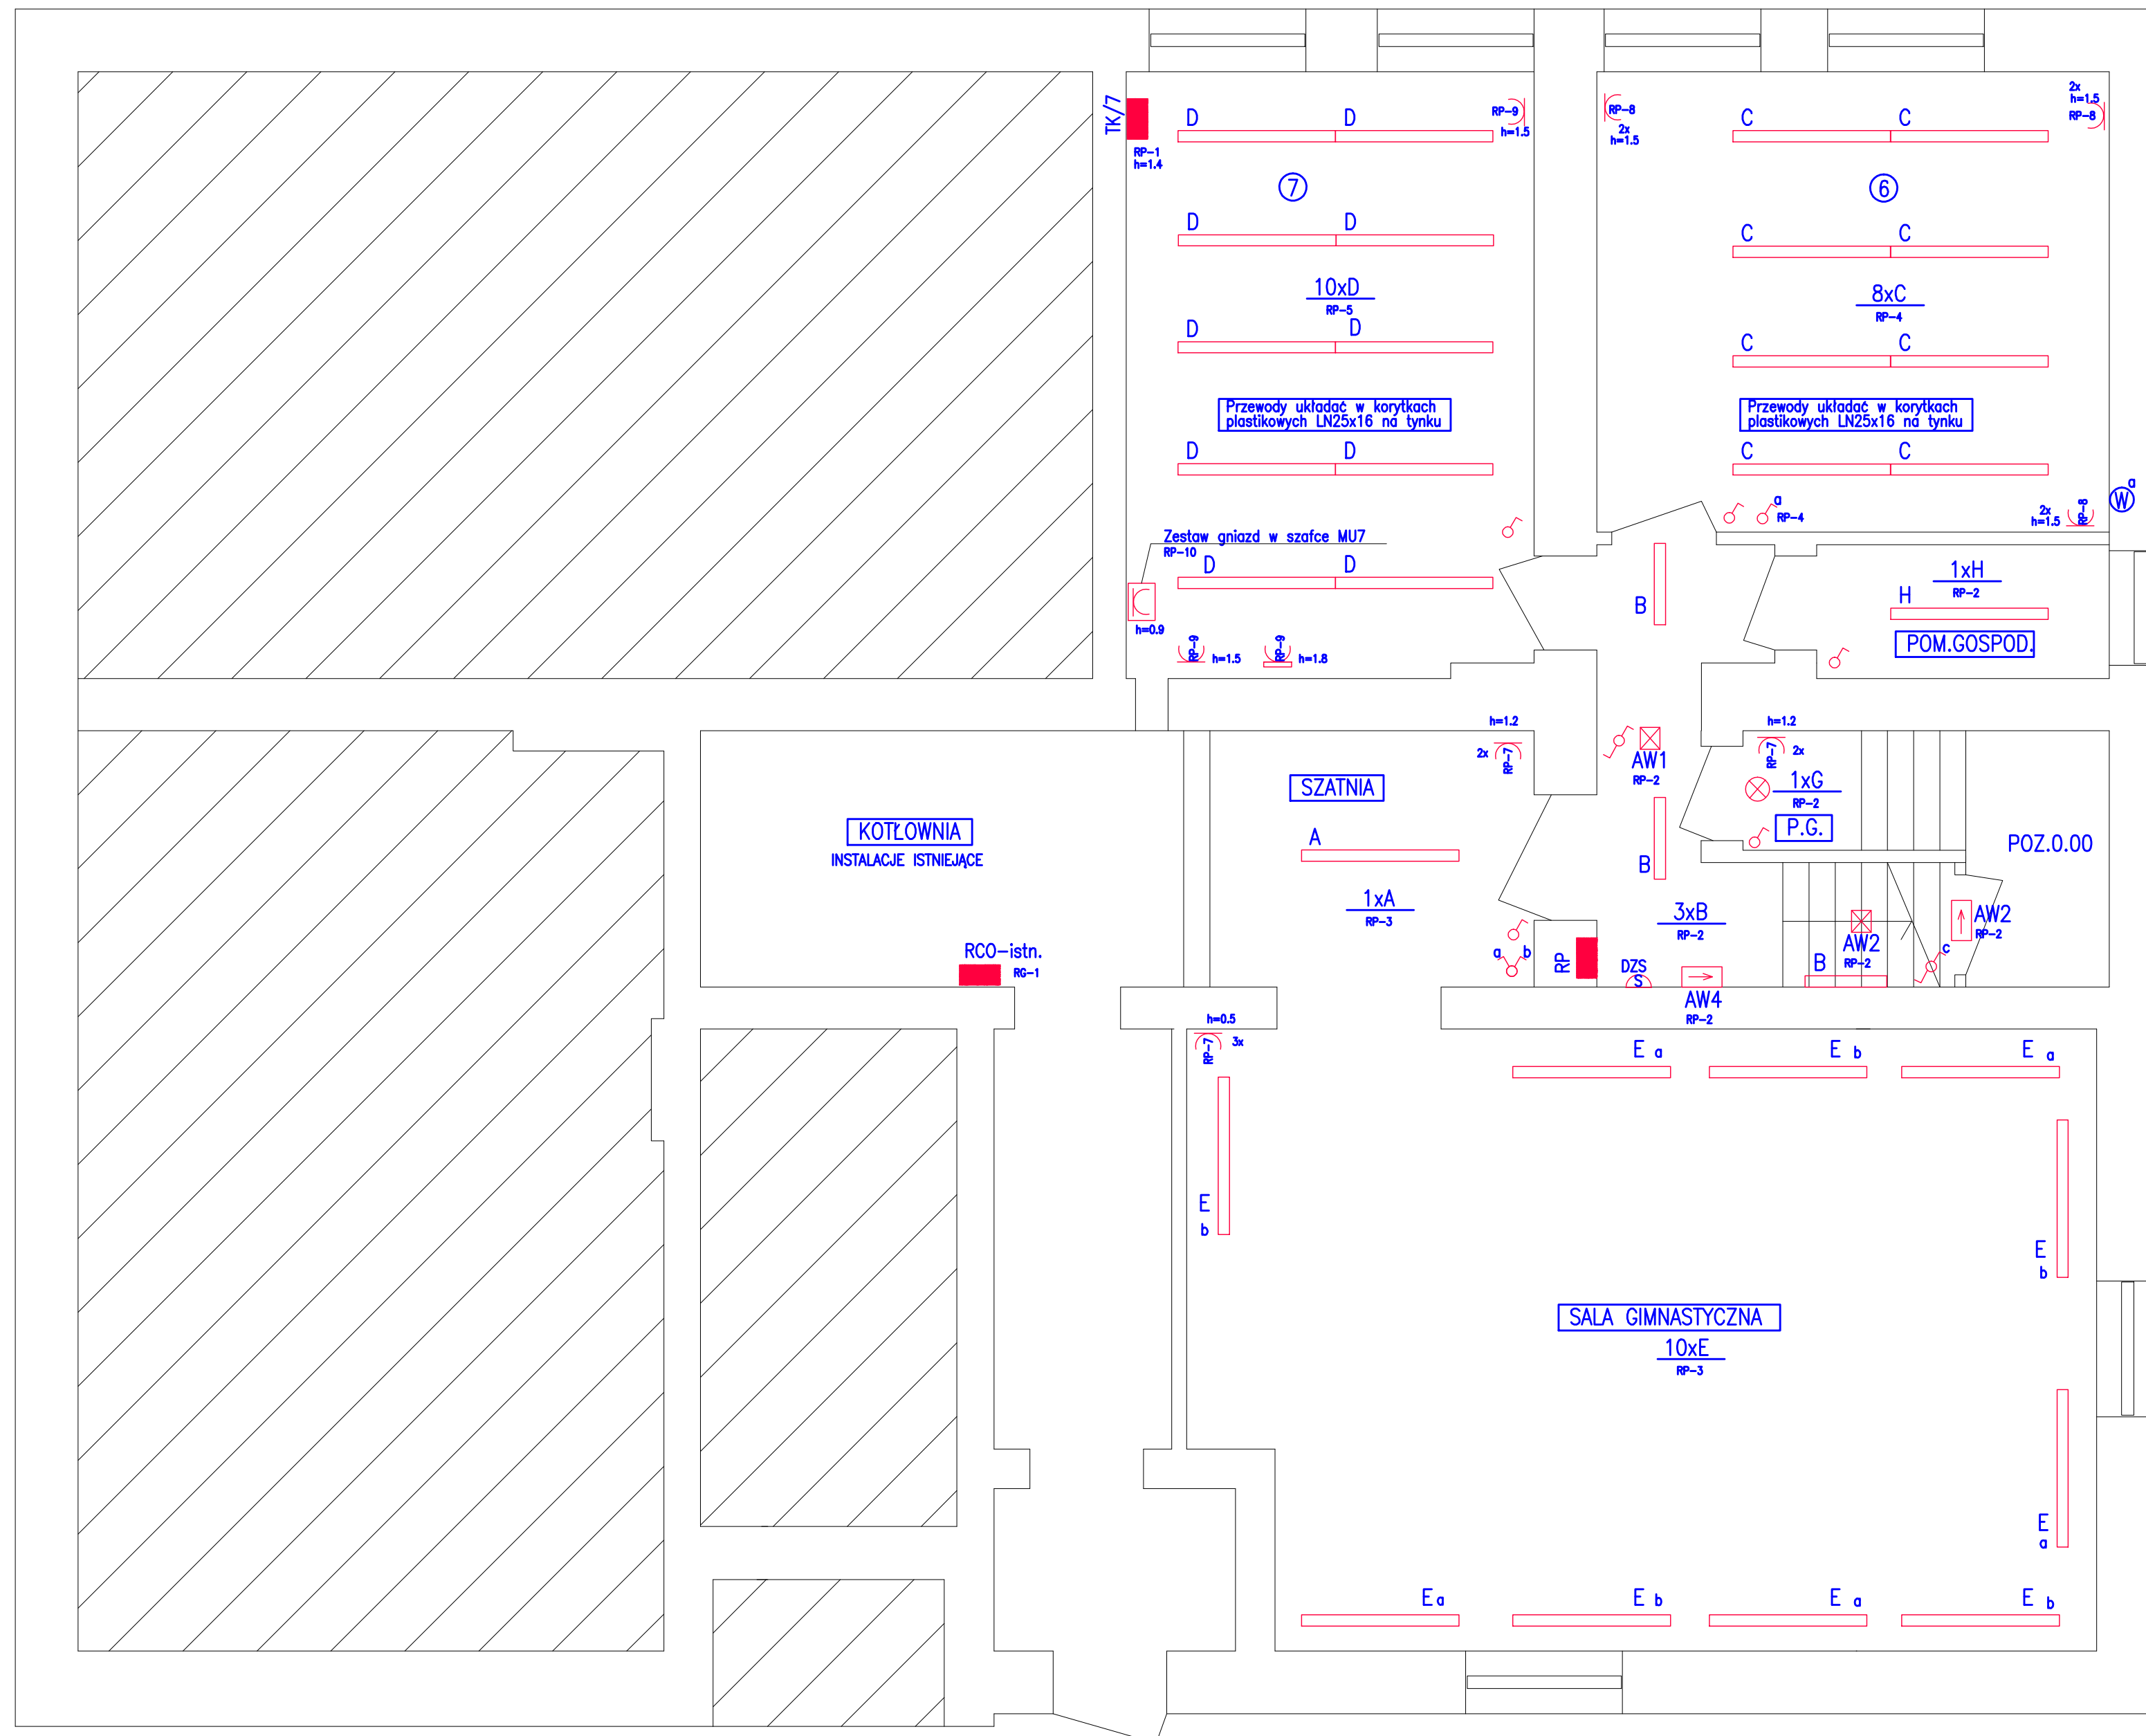 TK/7
RP-1
h=1.4
D
D
RP-9
h=1.5
7
D
D
10xD
RP-5
D
D
Przewody układać w korytkach
plastikowych LN25x16 na tynku
D
D
Zestaw gniazd w szafce MU7
RP-10
D
D
h=0.9
RP-9
h=1.5
RP-9
h=1.8
RP-8
2x
h=1.5
C
C
2x
h=1.5
RP-8
6
C
C
8xC
RP-4
C
C
Przewody układać w korytkach
plastikowych LN25x16 na tynku
C
C
a
RP-4
2x
h=1.5
RP-8
W
a
B
1xH
RP-2
H
POM.GOSPOD.
h=1.2
2x
RP-7
AW1
RP-2
h=1.2
RP-7
2x
1xG
RP-2
P.G.
POZ.0.00
SZATNIA
A
1xA
RP-3
KOTŁOWNIA
INSTALACJE ISTNIEJĄCE
RCO-istn.
RG-1
B
3xB
RP-2
a
b
RP
DZS
S
AW4
RP-2
B
AW2
RP-2
AW2
RP-2
c
h=0.5
RP-7
3x
E a
E b
E a
E
b
E
b
SALA GIMNASTYCZNA
10xE
RP-3
E
a
E a
E b
E a
E b